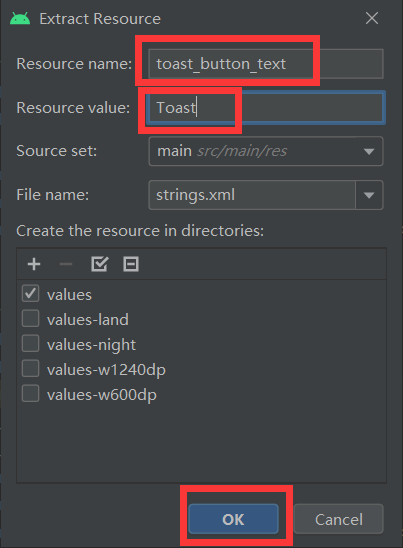 Extract Resource
Resource name: toast_button_text
Resource value: Toast
Source set: main src/main/res
File name: strings.xml
Create the resource in directories:
values
values-land
values-night
values-w1240dp
values-w600dp
OK Cancel